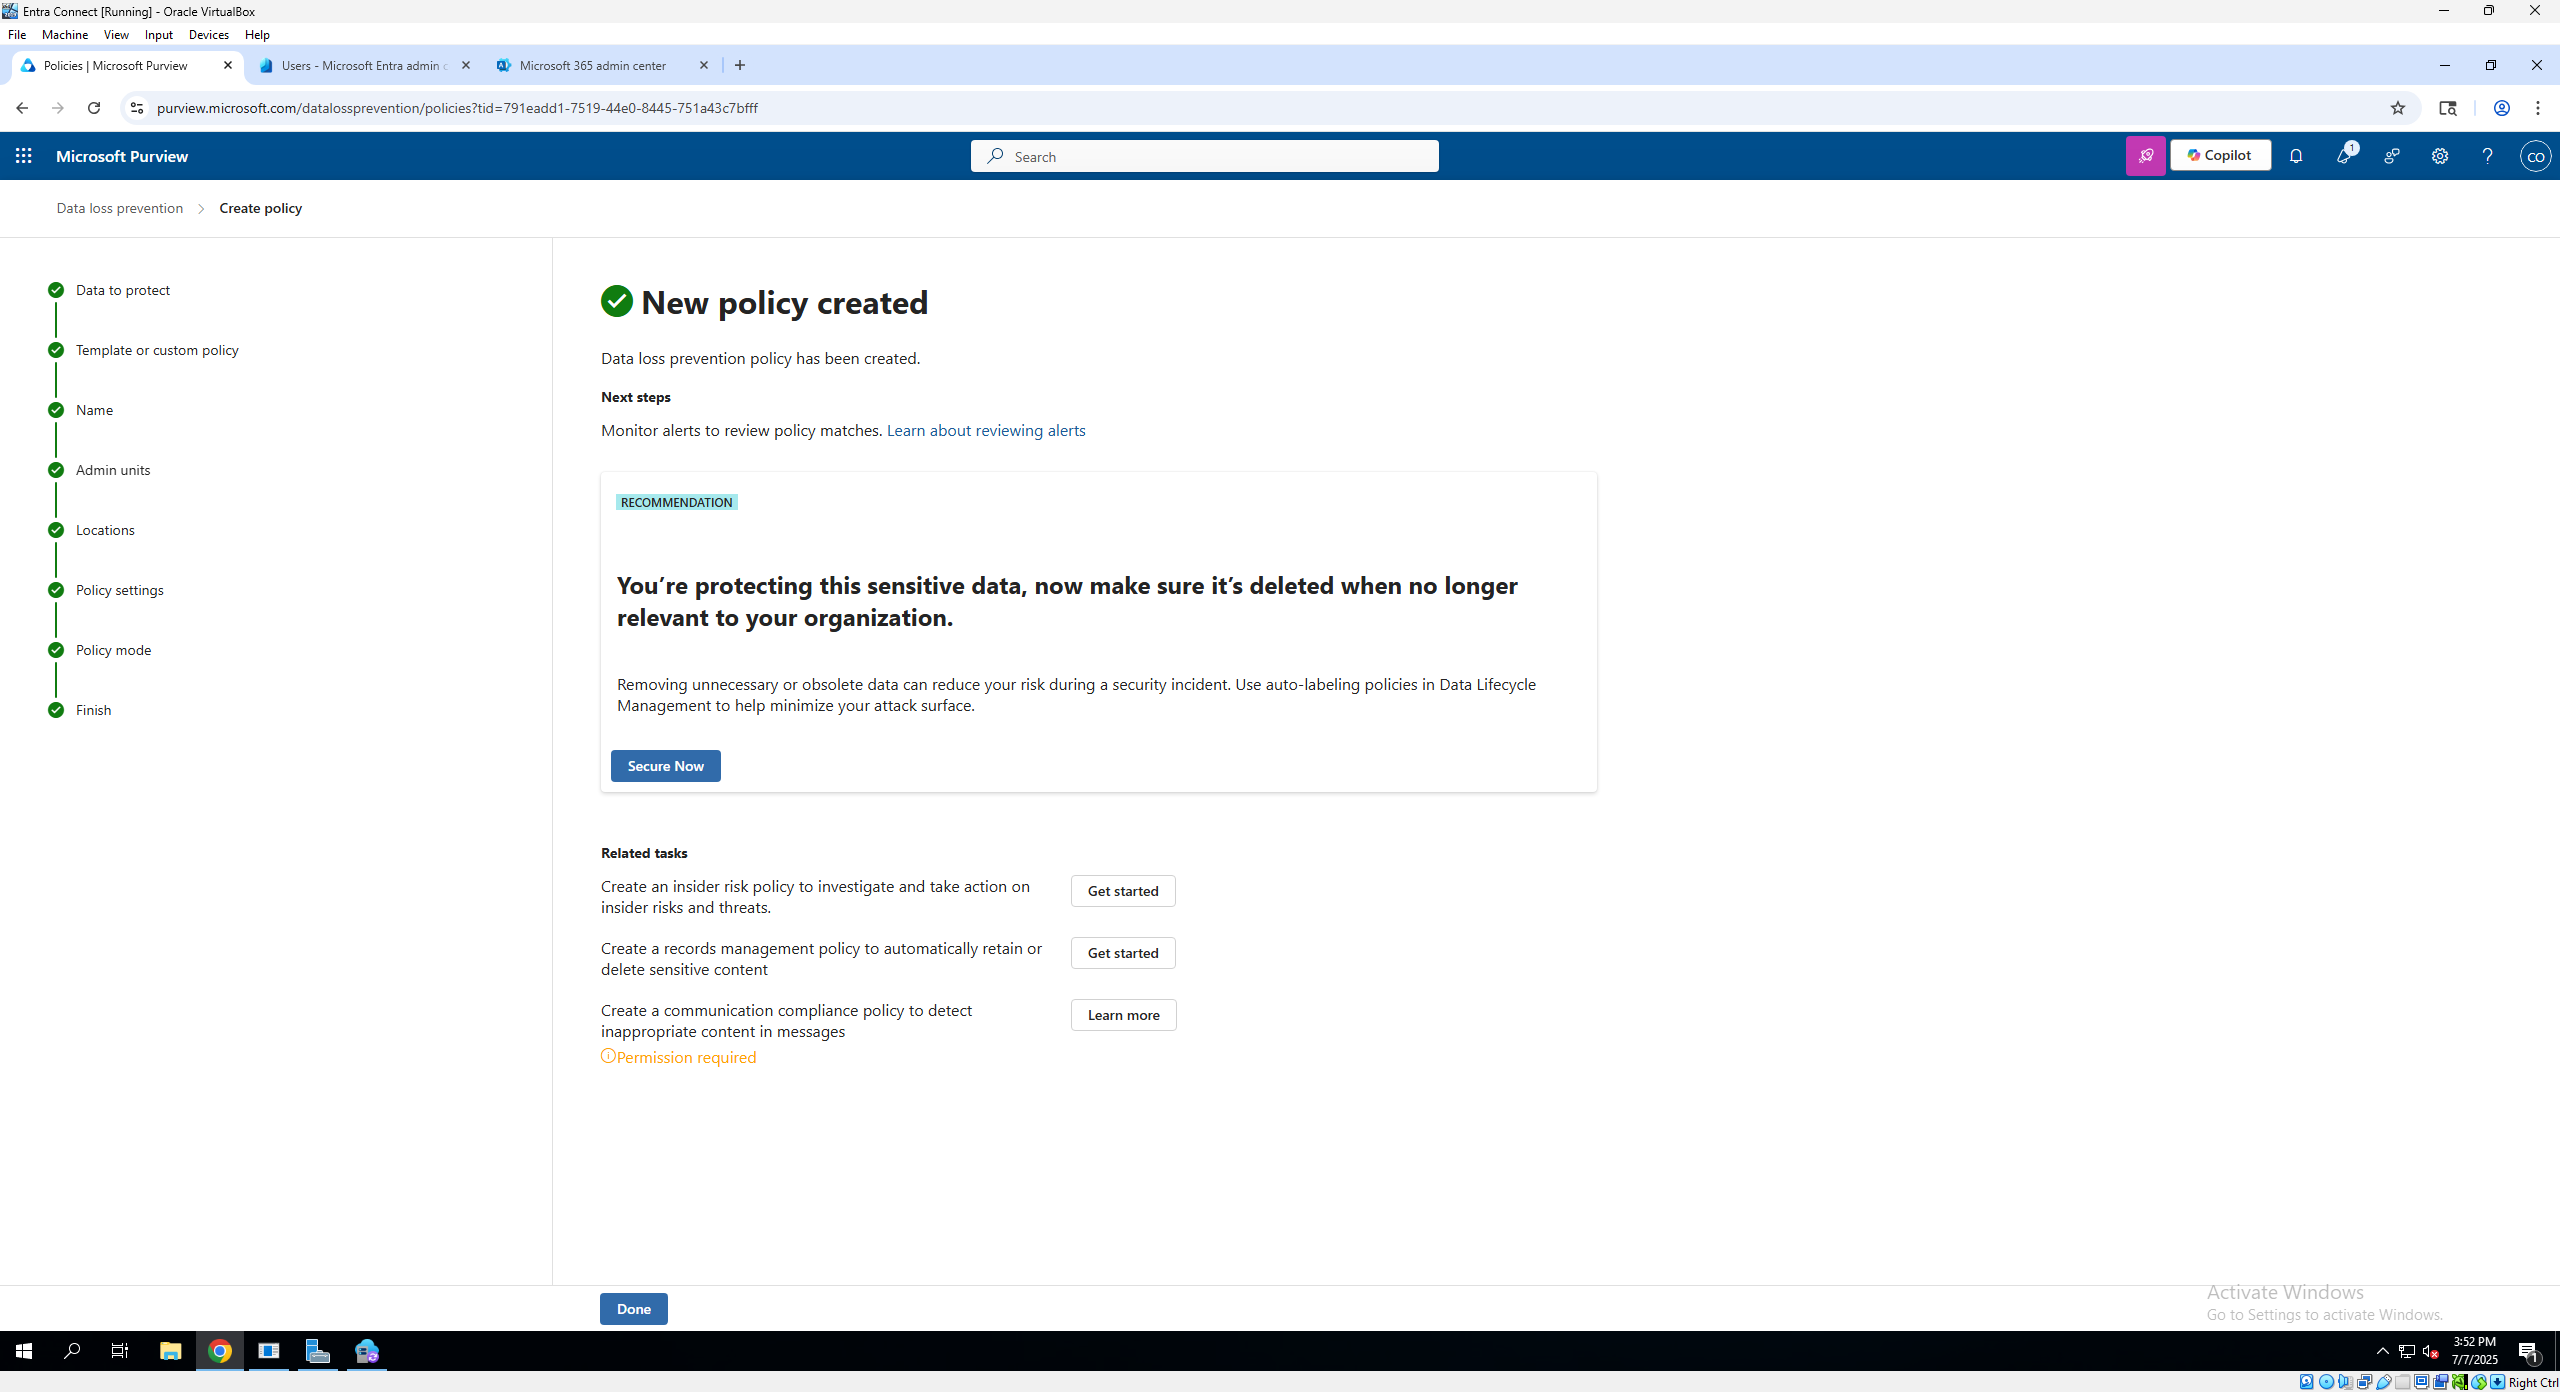 Entra Connect [Running] - Oracle VirtualBox
File Machine View Input Devices Help
Policies | Microsoft Purview
Users - Microsoft Entra admin c
Microsoft 365 admin center
purview.microsoft.com/datalossprevention/policies?tid=791eadd1-7519-44e0-8445-751a43c7bfff
Microsoft Purview
Search
Copilot
1
CO
Data loss prevention > Create policy
Data to protect
Template or custom policy
Name
Admin units
Locations
Policy settings
Policy mode
Finish
New policy created
Data loss prevention policy has been created.
Next steps
Monitor alerts to review policy matches. Learn about reviewing alerts
RECOMMENDATION
You’re protecting this sensitive data, now make sure it’s deleted when no longer
relevant to your organization.
Removing unnecessary or obsolete data can reduce your risk during a security incident. Use auto-labeling policies in Data Lifecycle
Management to help minimize your attack surface.
Secure Now
Related tasks
Create an insider risk policy to investigate and take action on
insider risks and threats.
Get started
Create a records management policy to automatically retain or
delete sensitive content
Get started
Create a communication compliance policy to detect
inappropriate content in messages
Learn more
Permission required
Done
Activate Windows
Go to Settings to activate Windows.
3:52 PM
7/7/2025
1
Right Ctrl